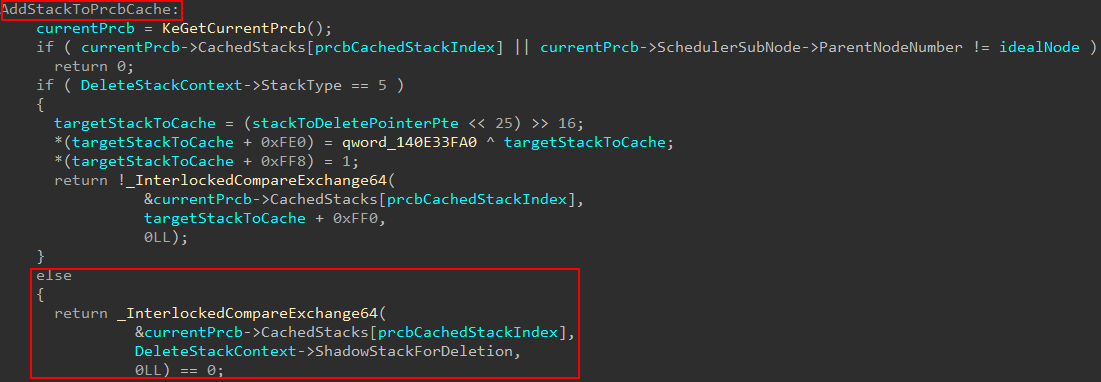 AddStackToPrcbCache:
currentPrcb = KeGetCurrentPrcb();
if ( currentPrcb->CachedStacks[prcbCachedStackIndex] || currentPrcb->SchedulerSubNode->ParentNodeNumber != idealNode )
return 0;
if ( DeleteStackContext->StackType == 5 )
{
targetStackToCache = (stackToDeletePointerPte << 25) >> 16;
*(targetStackToCache + 0xFE0) = qword_140E33FA0 ^ targetStackToCache;
*(targetStackToCache + 0xFF8) = 1;
return !_InterlockedCompareExchange64(
&currentPrcb->CachedStacks[prcbCachedStackIndex],
targetStackToCache + 0xFF0,
0LL);
}
else
{
return _InterlockedCompareExchange64(
&currentPrcb->CachedStacks[prcbCachedStackIndex],
DeleteStackContext->ShadowStackForDeletion,
0LL) == 0;